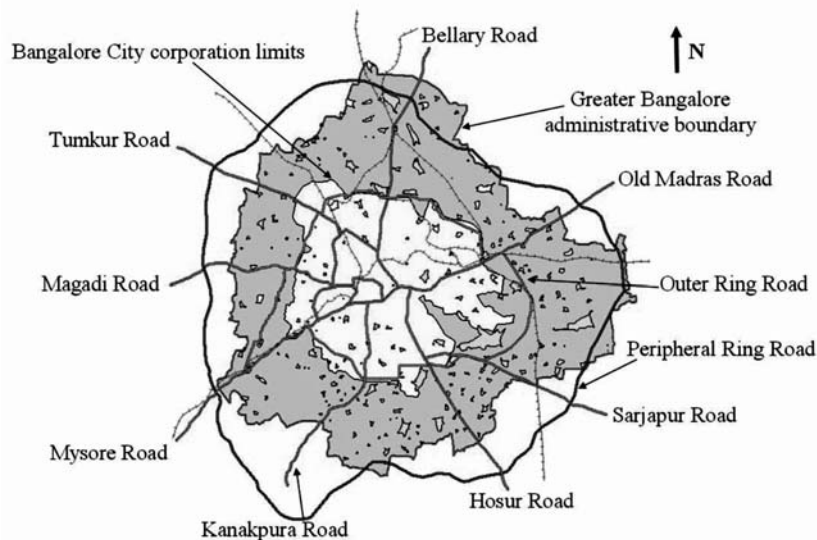 Bellary Road
Bangalore City corporation limits
N
Greater Bangalore
administrative boundary
Tumkur Road
Old Madras Road
Magadi Road
Outer Ring Road
Peripheral Ring Road
Sarjapur Road
Mysore Road
Hosur Road
Kanakpura Road